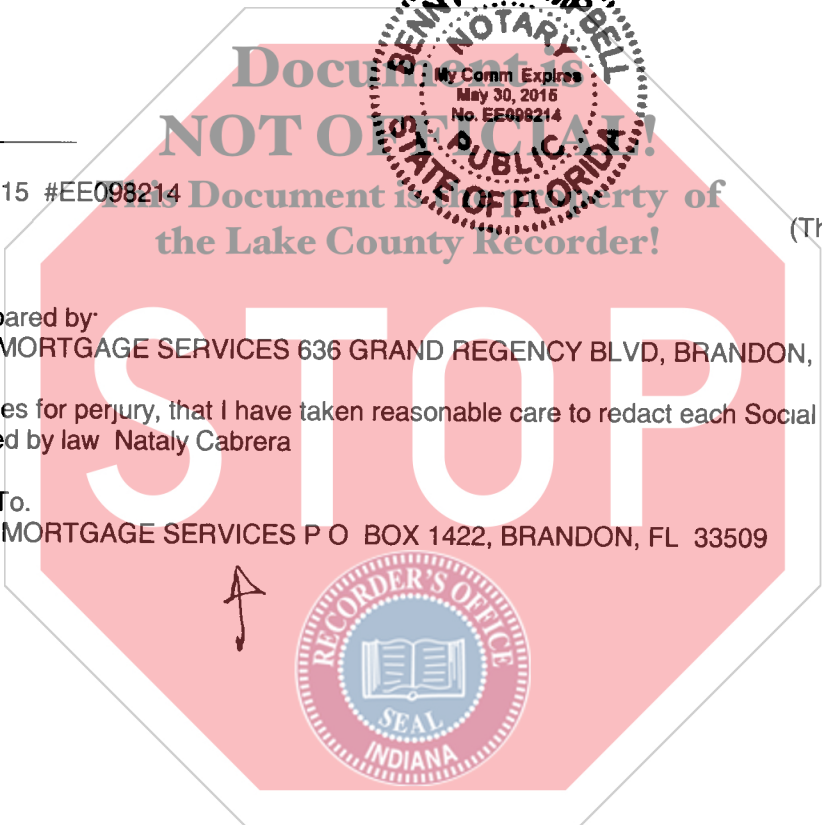 BENN
BELL
NOTARY
My Comm Expires
May 30, 2015
No. EE098214
PUBLIC
STATE OF FLORIDA
Document is
NOT OFFICIAL!
This Document is the property of
the Lake County Recorder!
15 #EE098214
(Th
pared by
MORTGAGE SERVICES 636 GRAND REGENCY BLVD, BRANDON,
es for perjury, that I have taken reasonable care to redact each Social
ed by law Nataly Cabrera
To.
MORTGAGE SERVICES P O BOX 1422, BRANDON, FL 33509
STOP
RECORDER'S OFFICE
SEAL
INDIANA